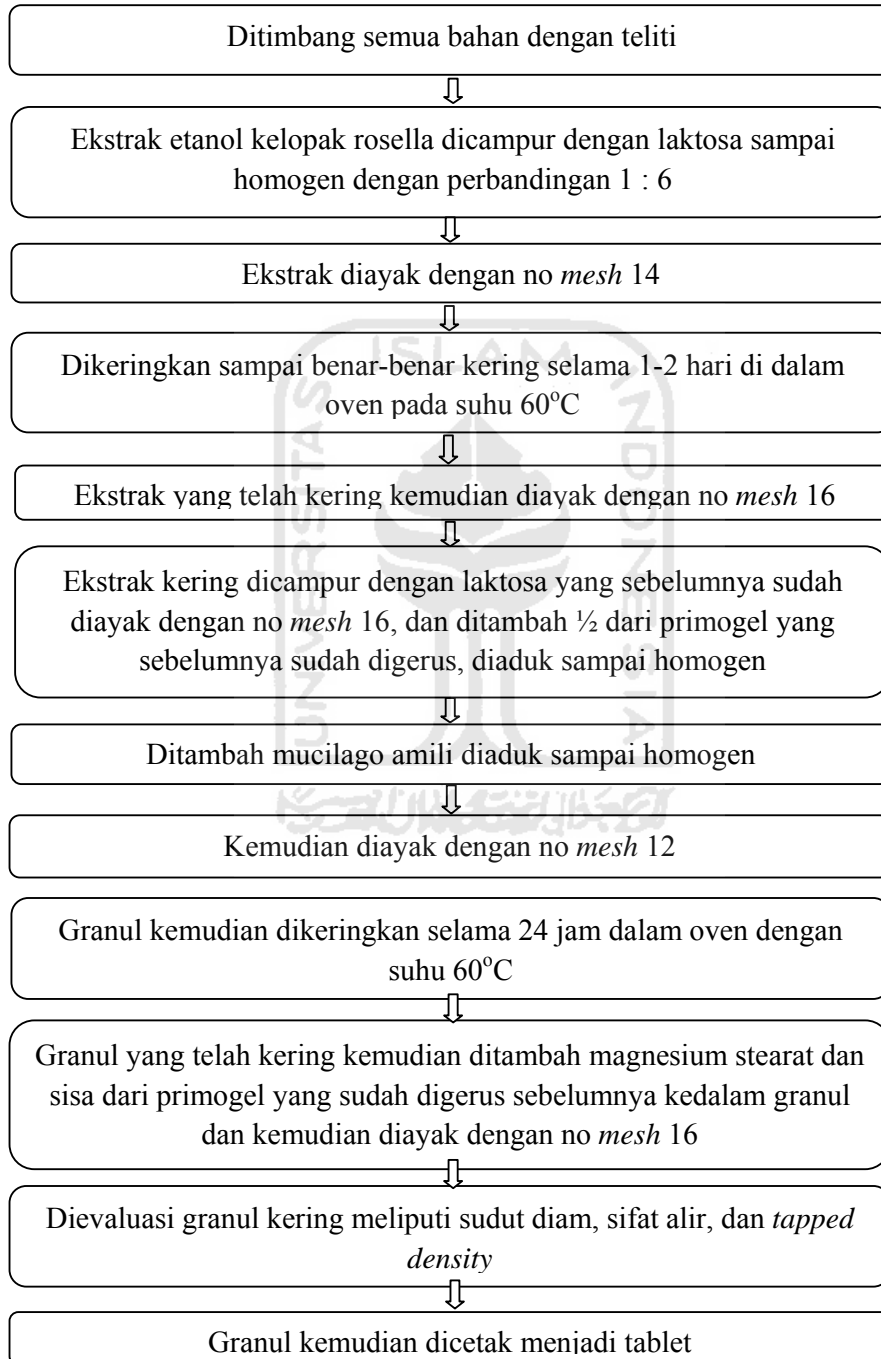 Ditimbang semua bahan dengan teliti
Ekstrak etanol kelopak rosella dicampur dengan laktosa sampai
homogen dengan perbandingan 1 : 6
Ekstrak diayak dengan no mesh 14
Dikeringkan sampai benar-benar kering selama 1-2 hari di dalam
oven pada suhu 60°C
Ekstrak yang telah kering kemudian diayak dengan no mesh 16
Ekstrak kering dicampur dengan laktosa yang sebelumnya sudah
diayak dengan no mesh 16, dan ditambah ½ dari primogel yang
sebelumnya sudah digerus, diaduk sampai homogen
Ditambah mucilago amili diaduk sampai homogen
Kemudian diayak dengan no mesh 12
Granul kemudian dikeringkan selama 24 jam dalam oven dengan
suhu 60°C
Granul yang telah kering kemudian ditambah magnesium stearat dan
sisa dari primogel yang sudah digerus sebelumnya kedalam granul
dan kemudian diayak dengan no mesh 16
Dievaluasi granul kering meliputi sudut diam, sifat alir, dan tapped
density
Granul kemudian dicetak menjadi tablet
UNIVERSITAS
ISLAM
INDONESIA